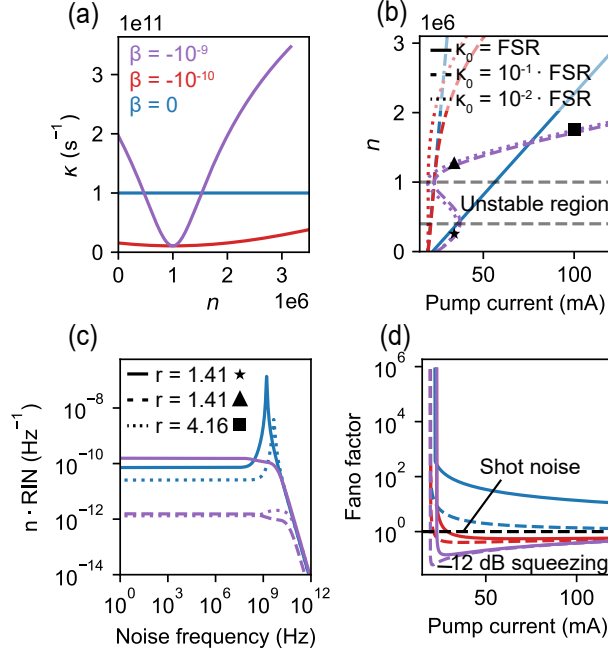 (a)
1e11
β = -10⁻⁹
β = -10⁻¹⁰
β = 0
3
2
1
0
κ (s⁻¹)
0 1 2 3
n
1e6
(b)
1e6
κ₀ = FSR
κ₀ = 10⁻¹ · FSR
κ₀ = 10⁻² · FSR
3
2
1
0
n
Unstable region
50 100
Pump current (mA)
(c)
r = 1.41 ★
r = 1.41 ▲
r = 4.16 ■
10⁻⁸
10⁻¹⁰
10⁻¹²
10⁻¹⁴
n · RIN (Hz⁻¹)
10⁰ 10³ 10⁶ 10⁹ 10¹²
Noise frequency (Hz)
(d)
10⁶
10⁴
10²
10⁰
Fano factor
Shot noise
12 dB squeezing
50 100
Pump current (mA)